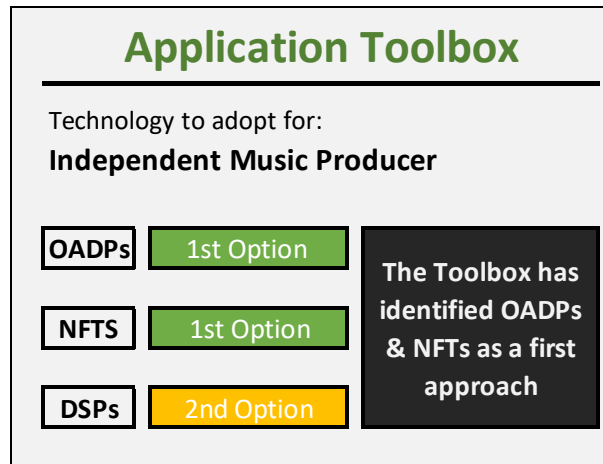 Application Toolbox
Technology to adopt for:
Independent Music Producer
OADPs
1st Option
NFTS
1st Option
DSPs
2nd Option
The Toolbox has
identified OADPs
& NFTs as a first
approach